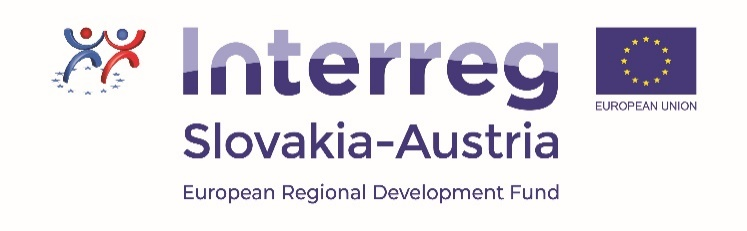 Interreg
EUROPEAN UNION
Slovakia-Austria
European Regional Development Fund